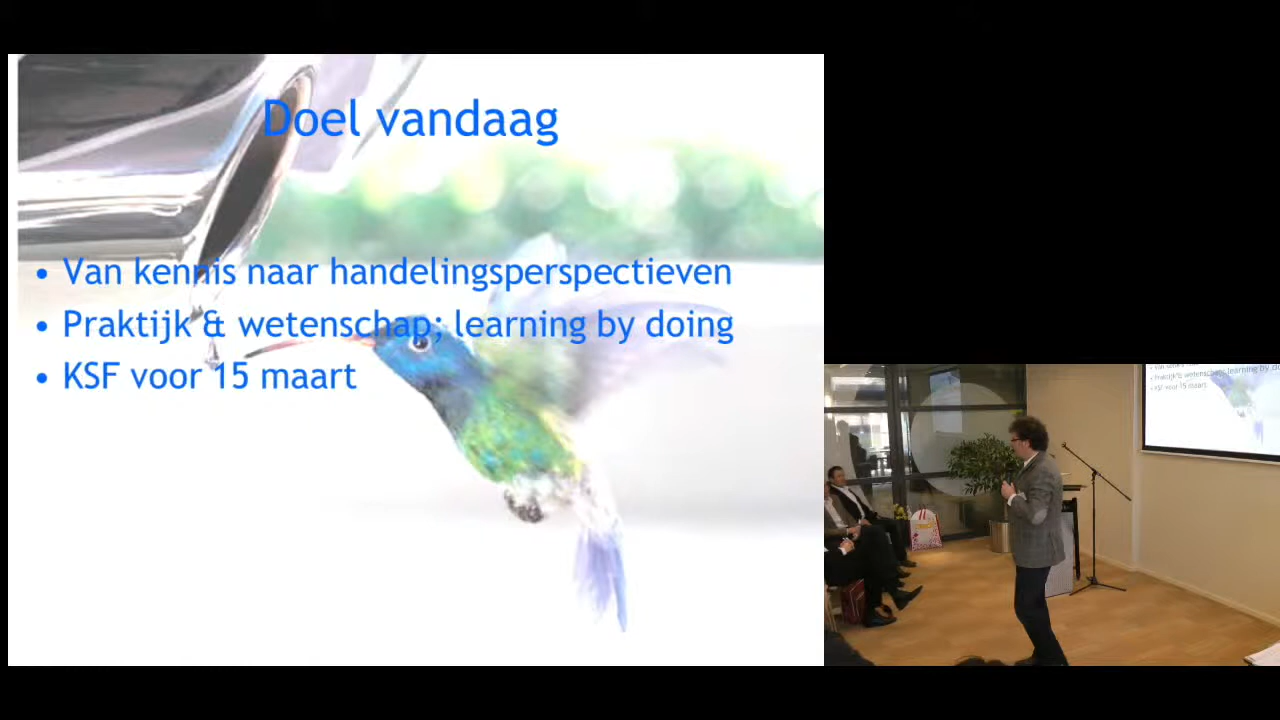 Doel vandaag
• Van kennis naar handelingsperspectieven
• Praktijk & wetenschap; learning by doing
• KSF voor 15 maart